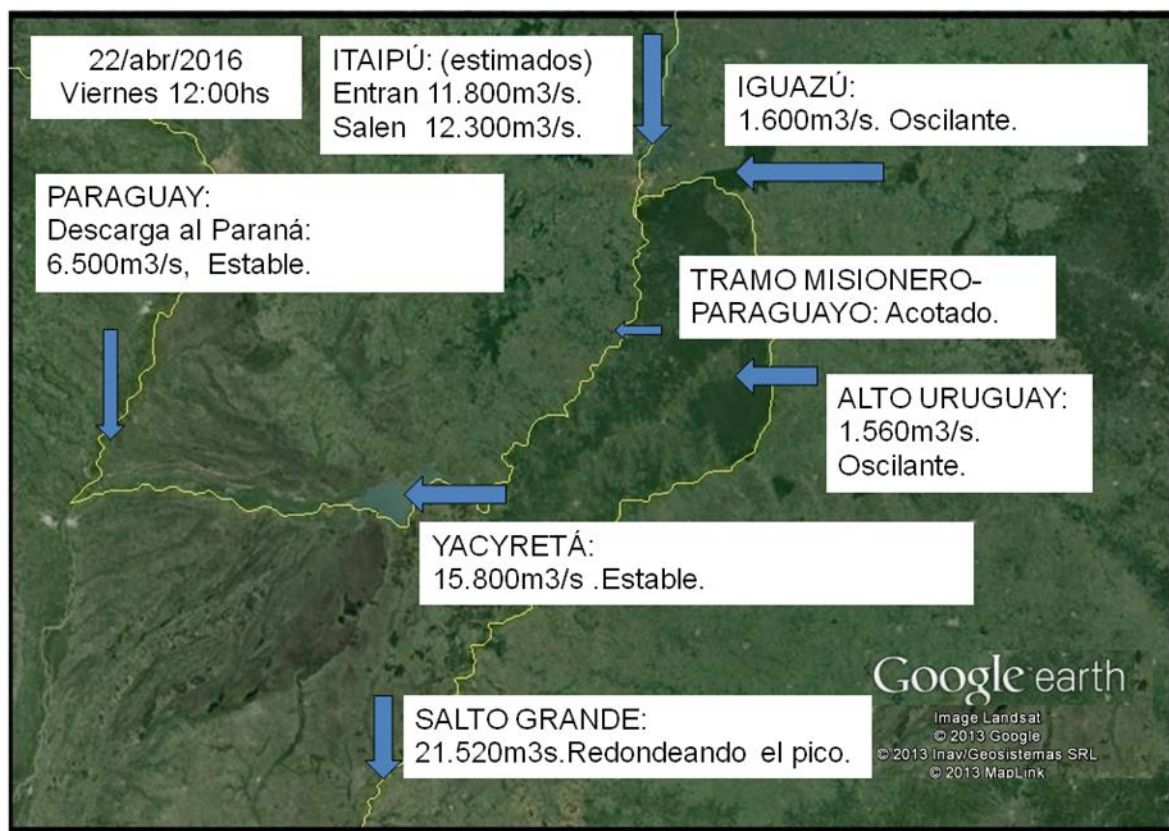 22/abr/2016
Viernes 12:00hs
ITAIPÚ: (estimados)
Entran 11.800m3/s.
Salen 12.300m3/s.
IGUAZÚ:
1.600m3/s. Oscilante.
PARAGUAY:
Descarga al Paraná:
6.500m3/s, Estable.
TRAMO MISIONERO-
PARAGUAYO: Acotado.
ALTO URUGUAY:
1.560m3/s.
Oscilante.
YACYRETÁ:
15.800m3/s .Estable.
SALTO GRANDE:
21.520m3s.Redondeando el pico.
Google earth
Image Landsat
© 2013 Google
© 2013 Inav/Geosistemas SRL
© 2013 MapLink